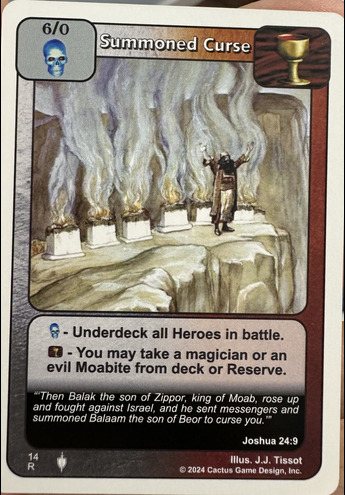 6/0
Summoned Curse
- Underdeck all Heroes in battle.
- You may take a magician or an
evil Moabite from deck or Reserve.
"'Then Balak the son of Zippor, king of Moab, rose up
and fought against Israel, and he sent messengers and
summoned Balaam the son of Beor to curse you.'"
Joshua 24:9
14
R
Illus. J.J. Tissot
© 2024 Cactus Game Design, Inc.